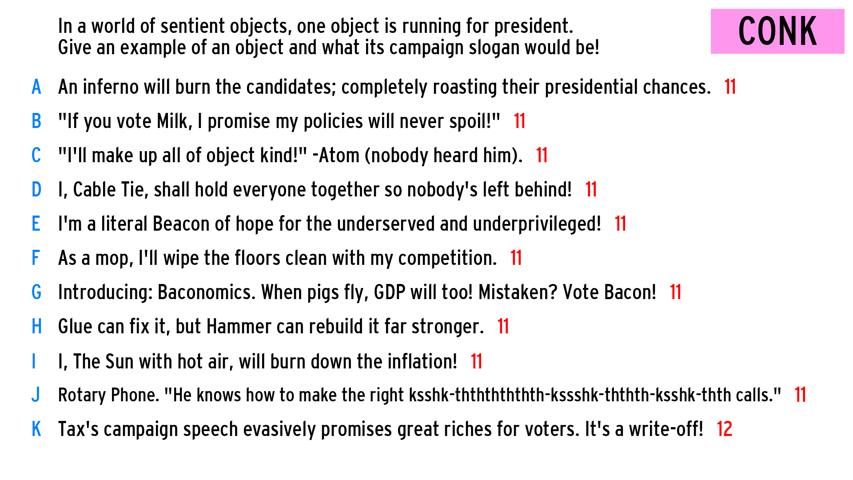 In a world of sentient objects, one object is running for president.
Give an example of an object and what its campaign slogan would be!
CONK
A An inferno will burn the candidates; completely roasting their presidential chances. 11
B "If you vote Milk, I promise my policies will never spoil!" 11
C "I'll make up all of object kind!" -Atom (nobody heard him). 11
D I, Cable Tie, shall hold everyone together so nobody's left behind! 11
E I'm a literal Beacon of hope for the underserved and underprivileged! 11
F As a mop, I'll wipe the floors clean with my competition. 11
G Introducing: Baconomics. When pigs fly, GDP will too! Mistaken? Vote Bacon! 11
H Glue can fix it, but Hammer can rebuild it far stronger. 11
I I, The Sun with hot air, will burn down the inflation! 11
J Rotary Phone. "He knows how to make the right ksshk-thththththth-kssshk-niththth-ksshk-thth calls." 11
K Tax's campaign speech evasively promises great riches for voters. It's a write-off! 12